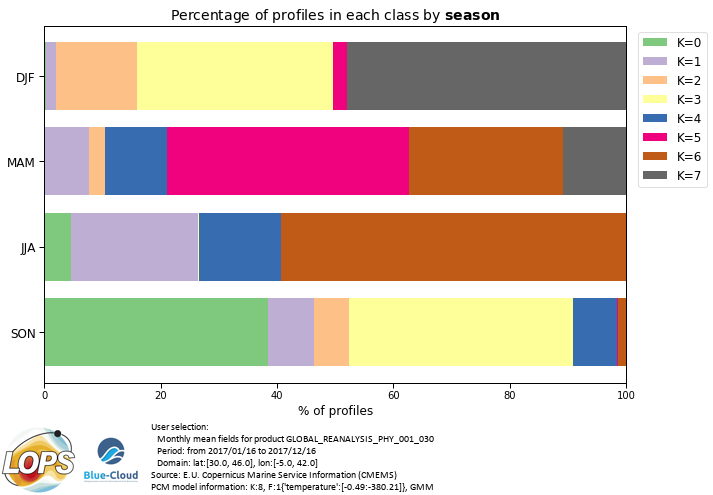 Percentage of profiles in each class by season
K=0
K=1
K=2
K=3
K=4
K=5
K=6
K=7
DJF
MAM
JJA
SON
0 20 40 60 80 100
% of profiles
LOPS
Blue-Cloud
User selection:
Monthly mean fields for product GLOBAL_REANALYSIS_PHY_001_030
Period: from 2017/01/16 to 2017/12/16
Domain: lat:[30.0, 46.0], lon:[-5.0, 42.0]
Source: E.U. Copernicus Marine Service Information (CMEMS)
PCM model information: K:8, F:1{'temperature':[-0.49:-380.21]}, GMM